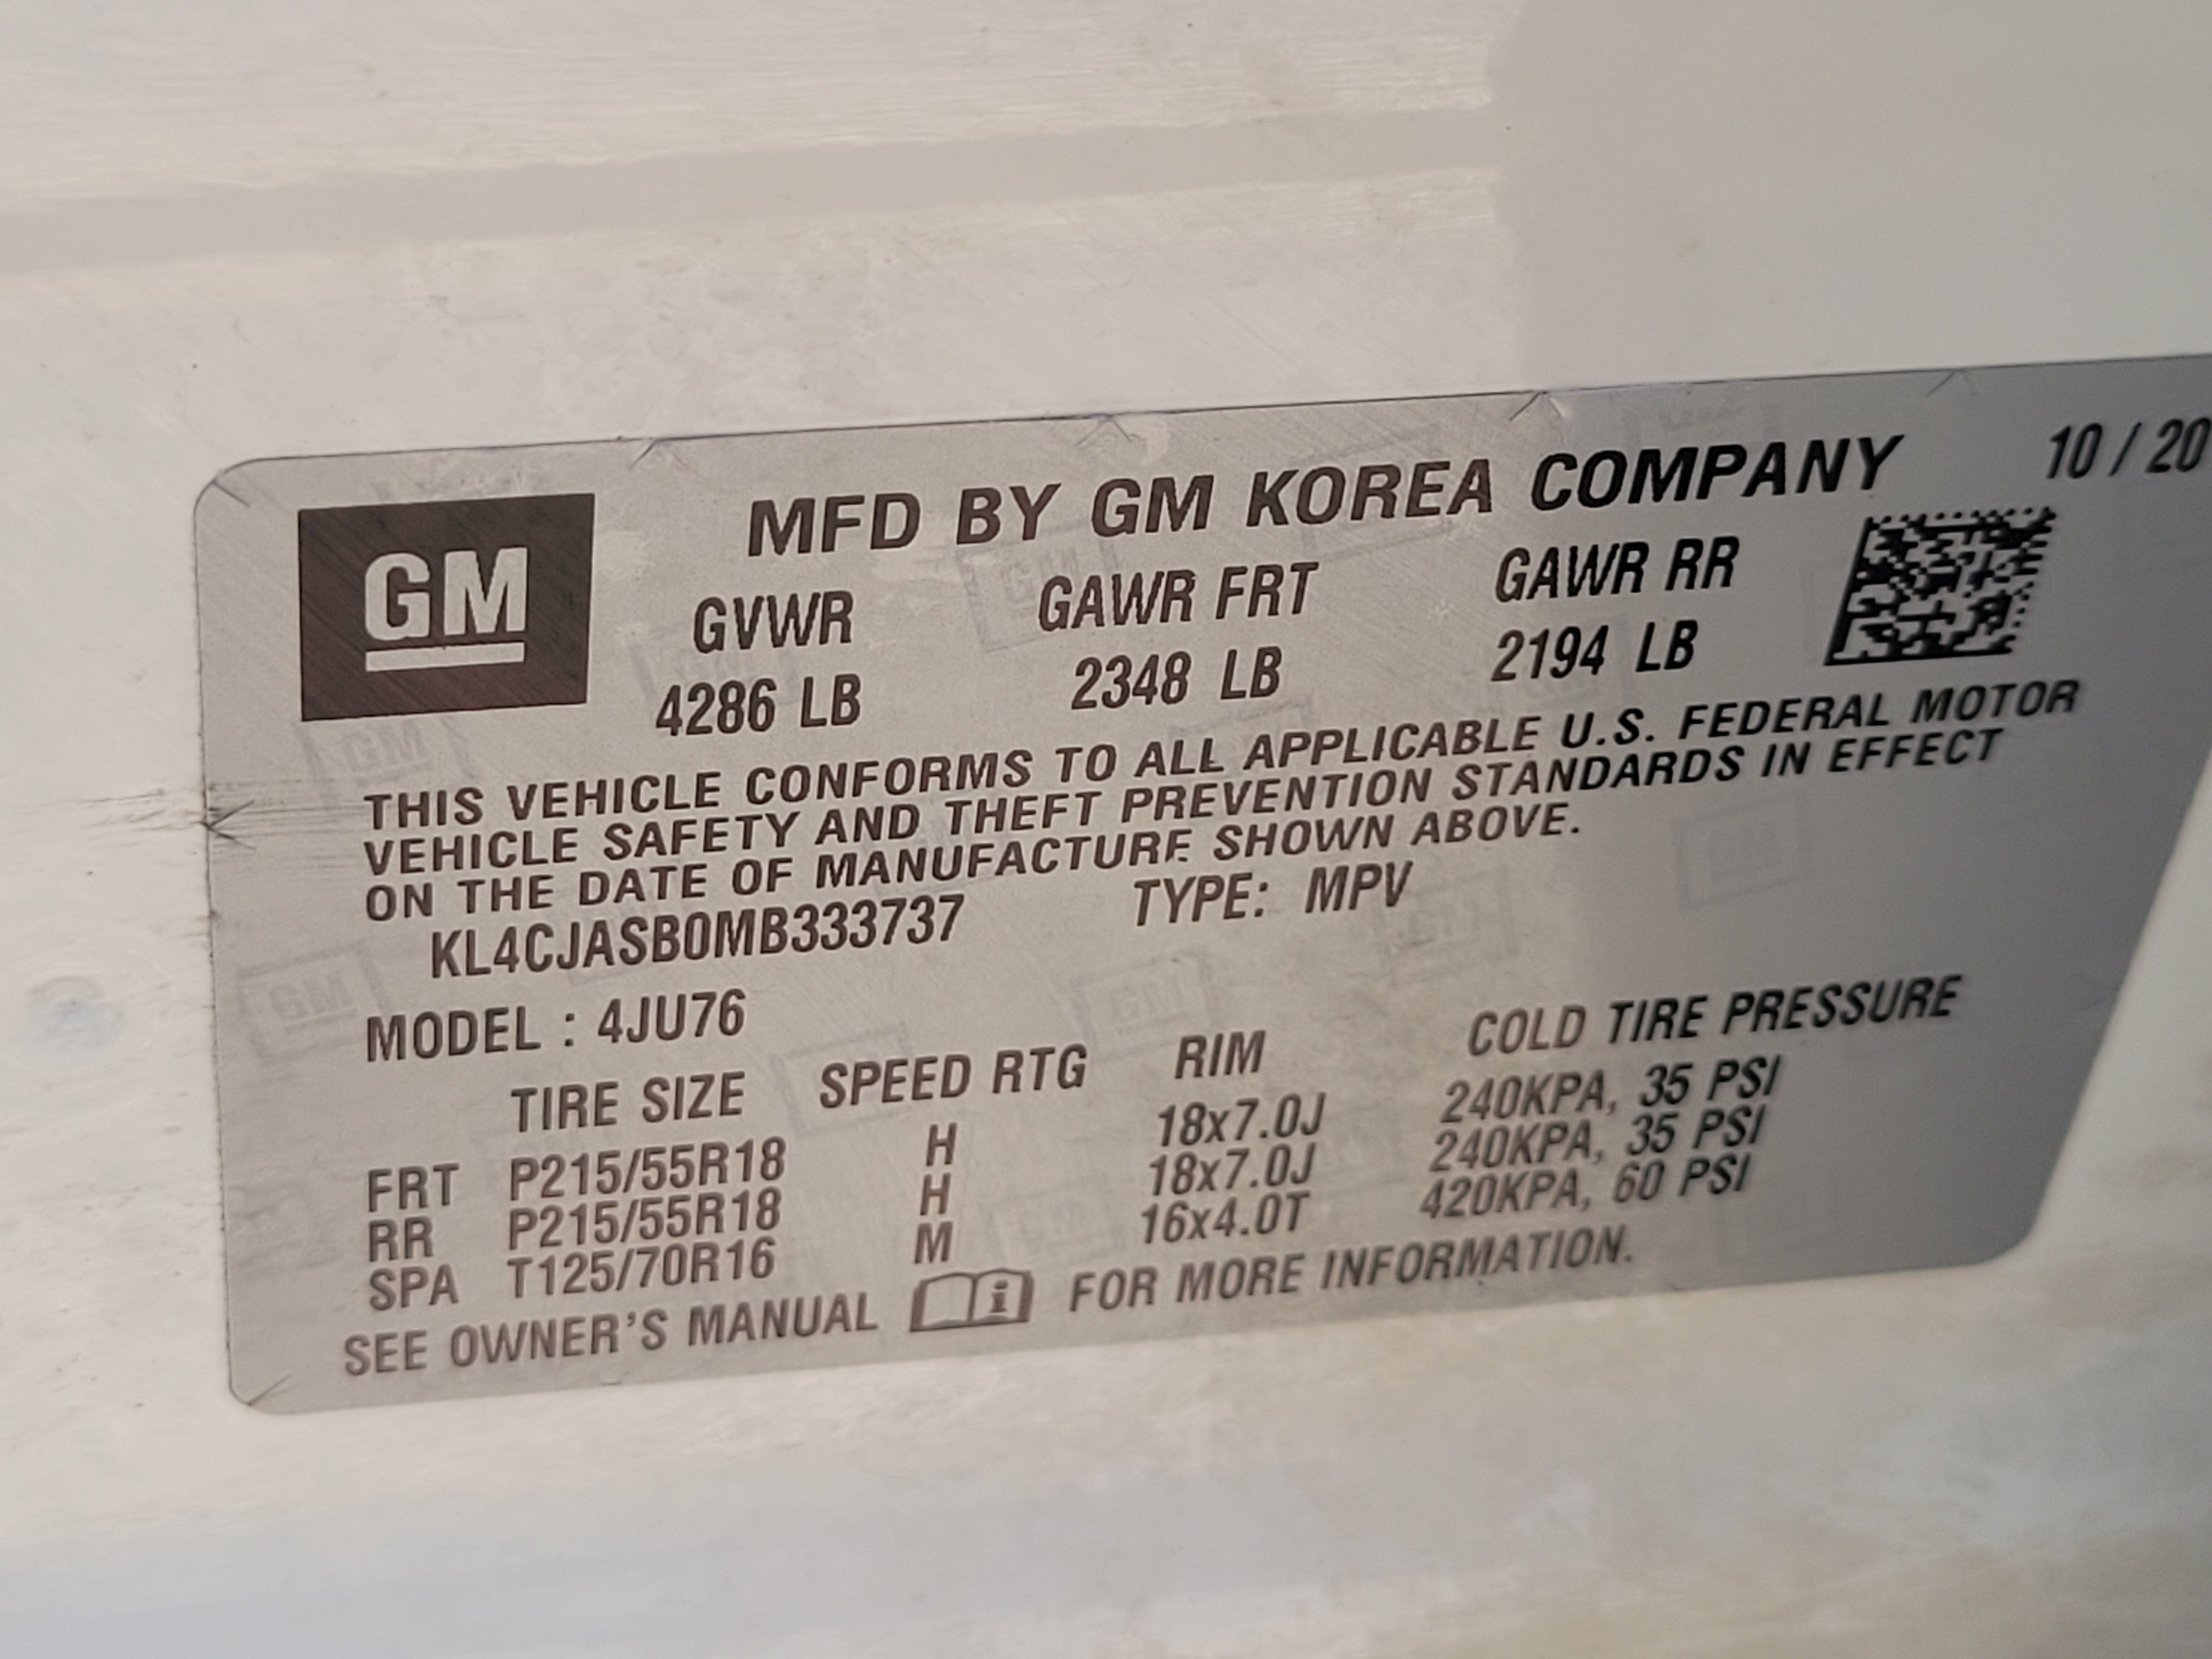 GM
MFD BY GM KOREA COMPANY 10 / 20
GVWR GAWR FRT GAWR RR
4286 LB 2348 LB 2194 LB
THIS VEHICLE CONFORMS TO ALL APPLICABLE U.S. FEDERAL MOTOR
VEHICLE SAFETY AND THEFT PREVENTION STANDARDS IN EFFECT
ON THE DATE OF MANUFACTURE SHOWN ABOVE.
KL4CJASB0MB333737 TYPE: MPV
MODEL : 4JU76
TIRE SIZE SPEED RTG RIM COLD TIRE PRESSURE
FRT P215/55R18 H 18x7.0J 240KPA, 35 PSI
RR P215/55R18 H 18x7.0J 240KPA, 35 PSI
SPA T125/70R16 M 16x4.0T 420KPA, 60 PSI
SEE OWNER'S MANUAL FOR MORE INFORMATION.